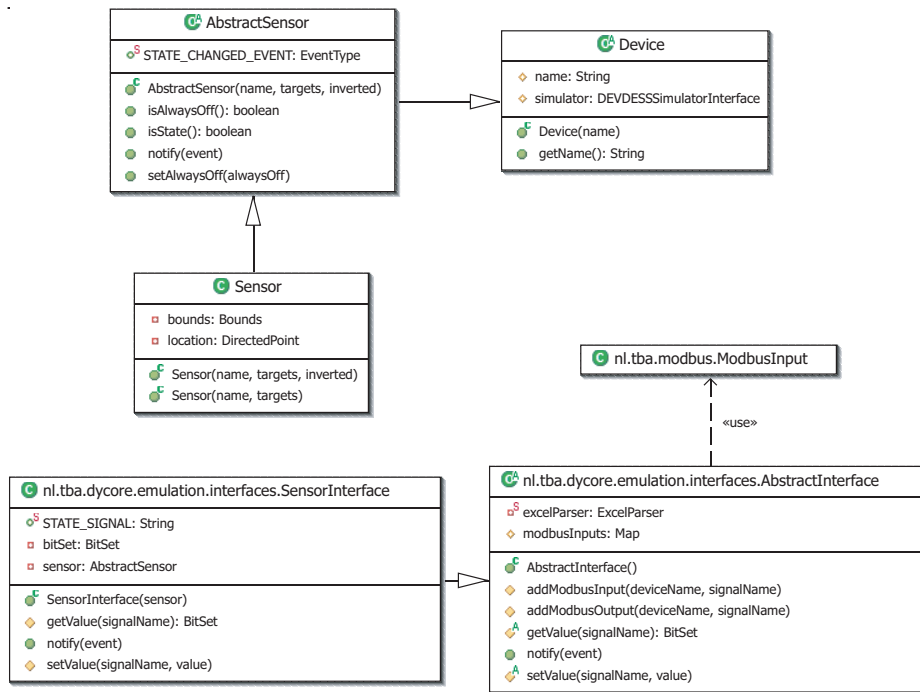 AbstractSensor
STATE_CHANGED_EVENT: EventType
AbstractSensor(name, targets, inverted)
isAlwaysOff(): boolean
isState(): boolean
notify(event)
setAlwaysOff(alwaysOff)
Device
name: String
simulator: DEVDESSSimulatorInterface
Device(name)
getName(): String
Sensor
bounds: Bounds
location: DirectedPoint
Sensor(name, targets, inverted)
Sensor(name, targets)
nl.tba.modbus.ModbusInput
«use»
nl.tba.dycore.emulation.interfaces.SensorInterface
STATE_SIGNAL: String
bitSet: BitSet
sensor: AbstractSensor
SensorInterface(sensor)
getValue(signalName): BitSet
notify(event)
setValue(signalName, value)
nl.tba.dycore.emulation.interfaces.AbstractInterface
excelParser: ExcelParser
modbusInputs: Map
AbstractInterface()
addModbusInput(deviceName, signalName)
addModbusOutput(deviceName, signalName)
getValue(signalName): BitSet
notify(event)
setValue(signalName, value)